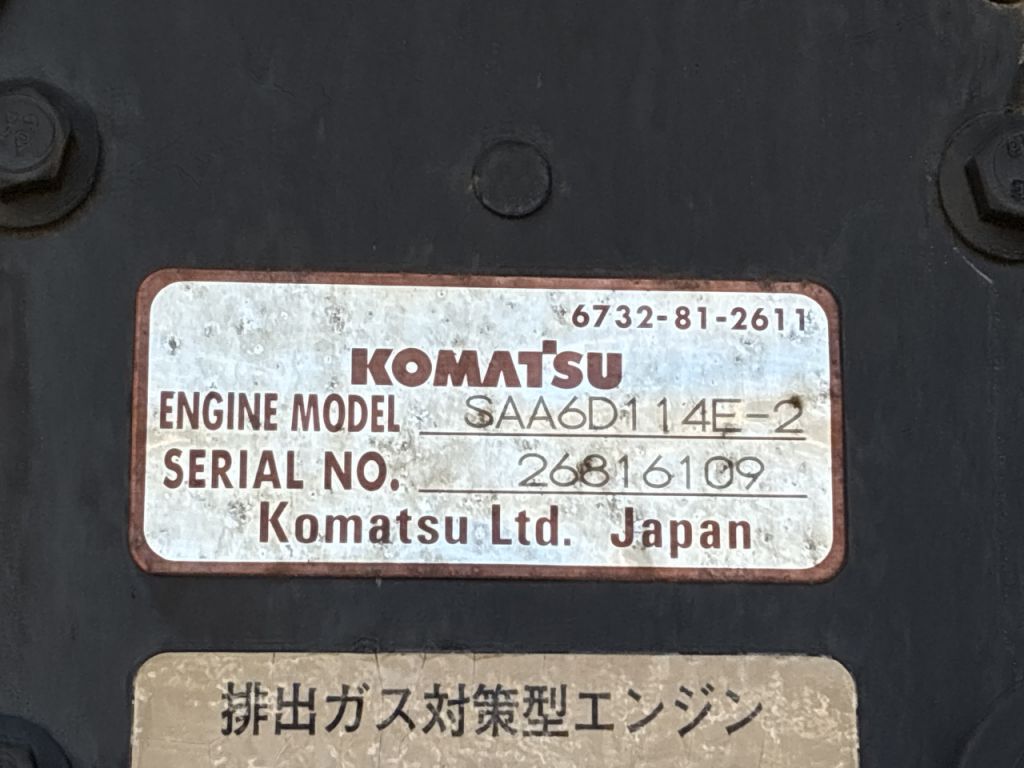 6732-81-2611
KOMATSU
ENGINE MODEL SAA6D114E-2
SERIAL NO. 26816109
Komatsu Ltd. Japan
排出ガス対策型エンジン